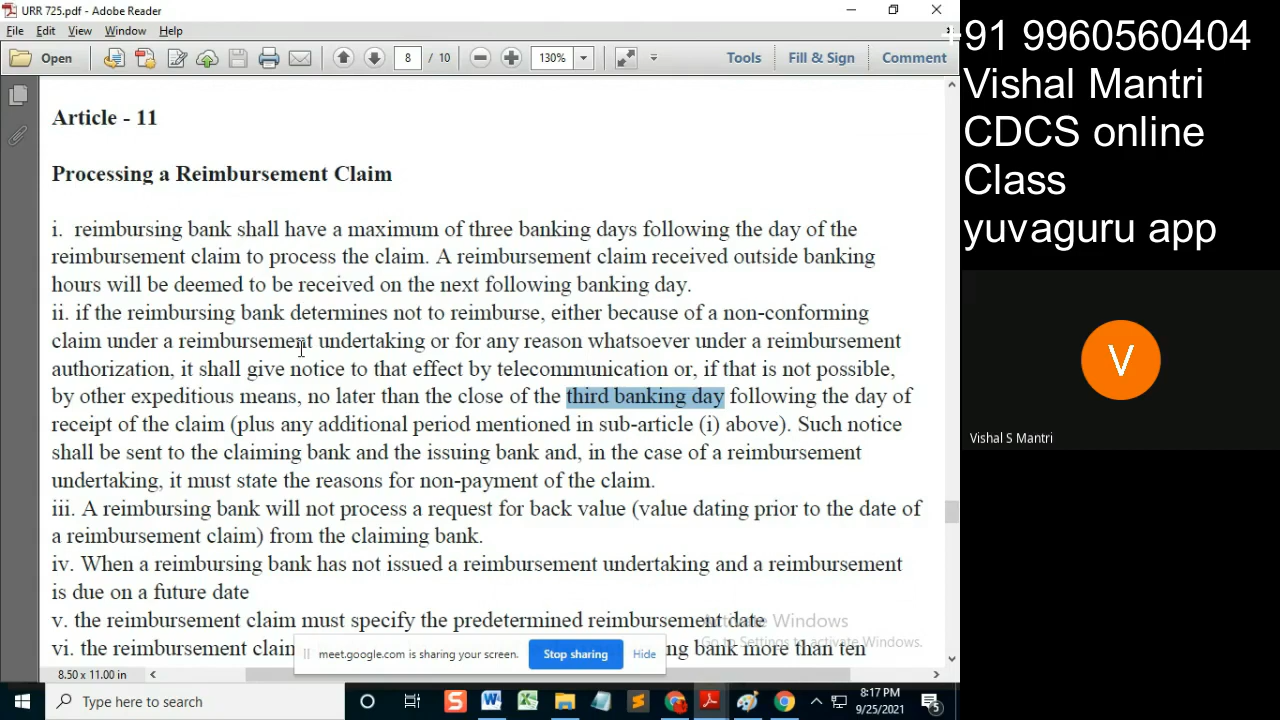 URR 725.pdf - Adobe Reader
File Edit View Window Help
Open 8 / 10 130% Tools Fill & Sign Comment
Article - 11
Processing a Reimbursement Claim
i. reimbursing bank shall have a maximum of three banking days following the day of the
reimbursement claim to process the claim. A reimbursement claim received outside banking
hours will be deemed to be received on the next following banking day.
ii. if the reimbursing bank determines not to reimburse, either because of a non-conforming
claim under a reimbursement undertaking or for any reason whatsoever under a reimbursement
authorization, it shall give notice to that effect by telecommunication or, if that is not possible,
by other expeditious means, no later than the close of the third banking day following the day of
receipt of the claim (plus any additional period mentioned in sub-article (i) above). Such notice
shall be sent to the claiming bank and the issuing bank and, in the case of a reimbursement
undertaking, it must state the reasons for non-payment of the claim.
iii. A reimbursing bank will not process a request for back value (value dating prior to the date of
a reimbursement claim) from the claiming bank.
iv. When a reimbursing bank has not issued a reimbursement undertaking and a reimbursement
is due on a future date
v. the reimbursement claim must specify the predetermined reimbursement date
vi. the reimbursement claim ng bank more than ten
Activate Windows
Go to Settings to activate Windows.
meet.google.com is sharing your screen. Stop sharing Hide
8.50 x 11.00 in
Type here to search
8:17 PM
9/25/2021
5
+91 9960560404
Vishal Mantri
CDCS online
Class
yuvaguru app
V
Vishal S Mantri